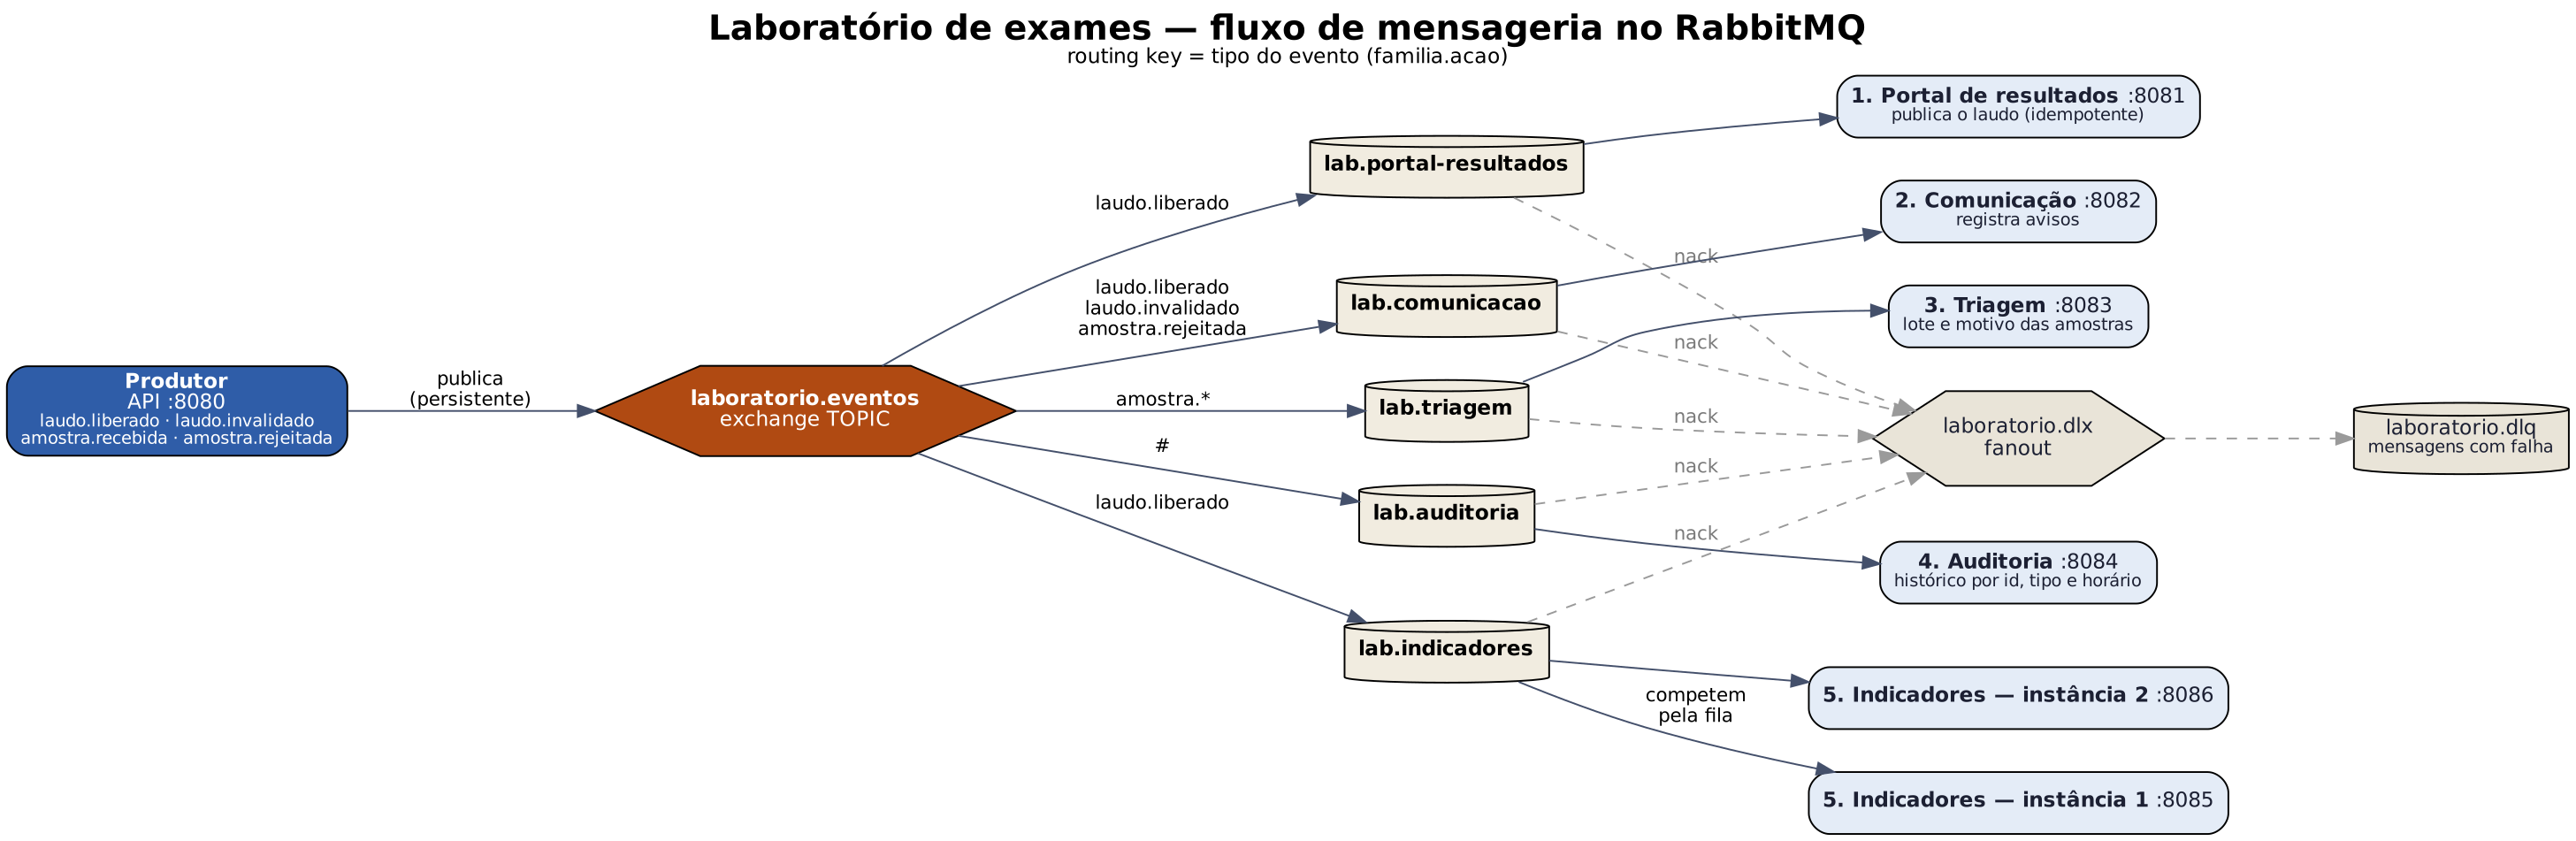 Laboratório de exames — fluxo de mensageria no RabbitMQ
routing key = tipo do evento (familia.acao)
Produtor
API :8080
laudo.liberado · laudo.invalidado
amostra.recebida · amostra.rejeitada
publica
(persistente)
laboratorio.eventos
exchange TOPIC
laudo.liberado
laudo.liberado
laudo.invalidado
amostra.rejeitada
amostra.*
#
laudo.liberado
lab.portal-resultados
lab.comunicacao
lab.triagem
lab.auditoria
lab.indicadores
nack
nack
nack
nack
nack
competem
pela fila
1. Portal de resultados :8081
publica o laudo (idempotente)
2. Comunicação :8082
registra avisos
3. Triagem :8083
lote e motivo das amostras
laboratorio.dlx
fanout
4. Auditoria :8084
histórico por id, tipo e horário
5. Indicadores — instância 2 :8086
5. Indicadores — instância 1 :8085
laboratorio.dlq
mensagens com falha